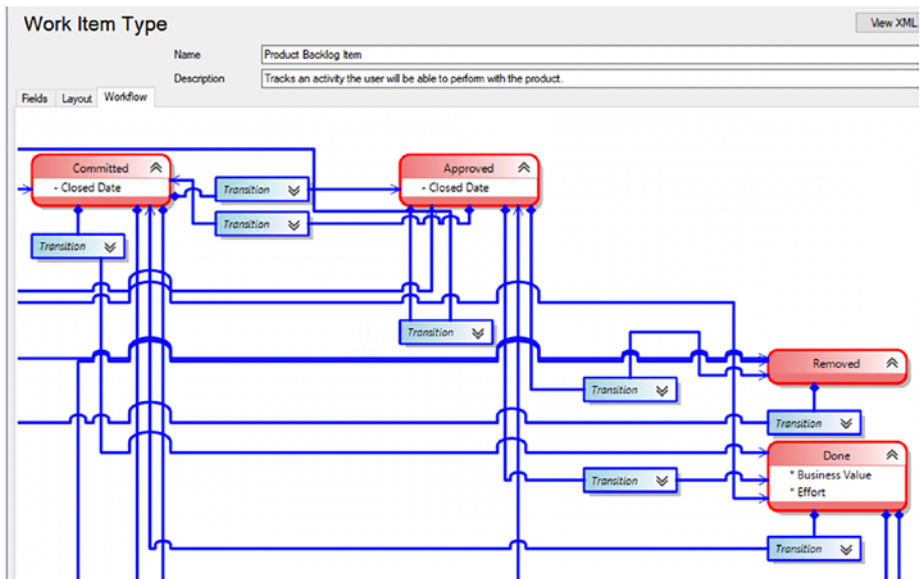 Work Item Type
View XML
Name
Product Backlog Item
Description
Tracks an activity the user will be able to perform with the product.
Fields
Layout
Workflow
Committed
- Closed Date
Transition
Transition
Transition
Approved
- Closed Date
Transition
Removed
Transition
Transition
Done
* Business Value
* Effort
Transition
Transition